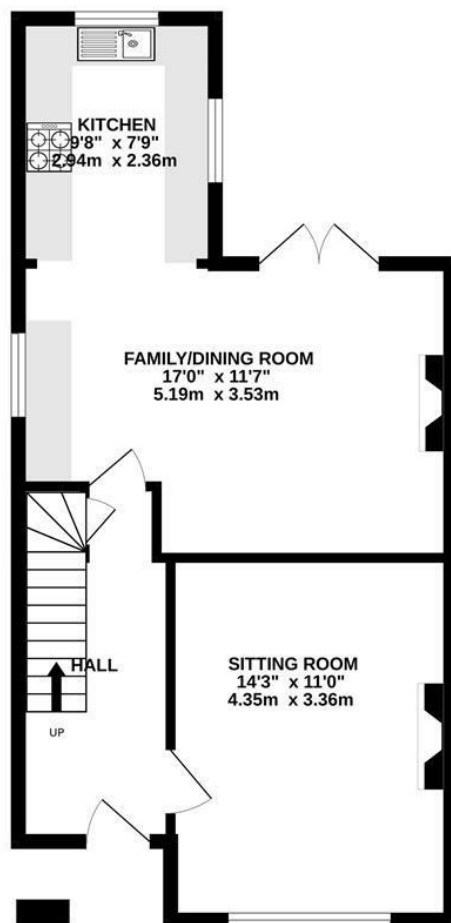 KITCHEN
9'8" x 7'9"
2.94m x 2.36m
FAMILY/DINING ROOM
17'0" x 11'7"
5.19m x 3.53m
HALL
UP
SITTING ROOM
14'3" x 11'0"
4.35m x 3.36m